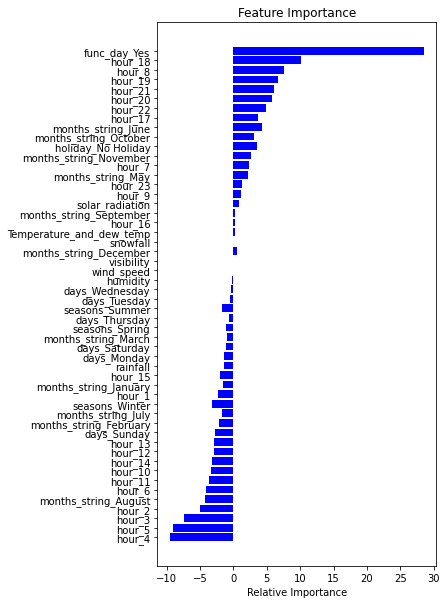 Feature Importance
func_day_Yes
hour_18
hour_8
hour_19
hour_21
hour_20
hour_22
hour_17
months_string_June
months_string_October
holiday_No Holiday
months_string_November
hour_7
months_string_May
hour_23
hour_9
solar_radiation
months_string_September
hour_16
Temperature_and_dew_temp
snowfall
months_string_December
visibility
wind_speed
humidity
days_Wednesday
days_Tuesday
seasons_Summer
days_Thursday
seasons_Spring
months_string_March
days_Saturday
days_Monday
rainfall
hour_15
months_string_January
hour_1
seasons_Winter
months_string_July
months_string_February
days_Sunday
hour_13
hour_12
hour_14
hour_10
hour_11
hour_6
months_string_August
hour_2
hour_3
hour_5
hour_4
−10 −5 0 5 10 15 20 25 30
Relative Importance